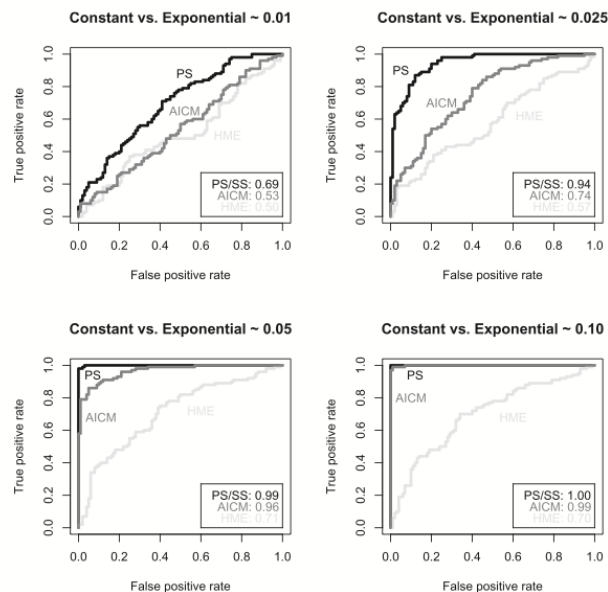 Constant vs. Exponential ~ 0.01
True positive rate
0.0 0.2 0.4 0.6 0.8 1.0
PS
AICM
HME
PS/SS: 0.69
AICM: 0.53
HME: 0.50
0.0 0.2 0.4 0.6 0.8 1.0
False positive rate
Constant vs. Exponential ~ 0.025
True positive rate
0.0 0.2 0.4 0.6 0.8 1.0
PS
AICM
HME
PS/SS: 0.94
AICM: 0.74
HME: 0.57
0.0 0.2 0.4 0.6 0.8 1.0
False positive rate
Constant vs. Exponential ~ 0.05
True positive rate
0.0 0.2 0.4 0.6 0.8 1.0
PS
AICM
HME
PS/SS: 0.99
AICM: 0.96
HME: 0.71
0.0 0.2 0.4 0.6 0.8 1.0
False positive rate
Constant vs. Exponential ~ 0.10
True positive rate
0.0 0.2 0.4 0.6 0.8 1.0
PS
AICM
HME
PS/SS: 1.00
AICM: 0.99
HME: 0.70
0.0 0.2 0.4 0.6 0.8 1.0
False positive rate